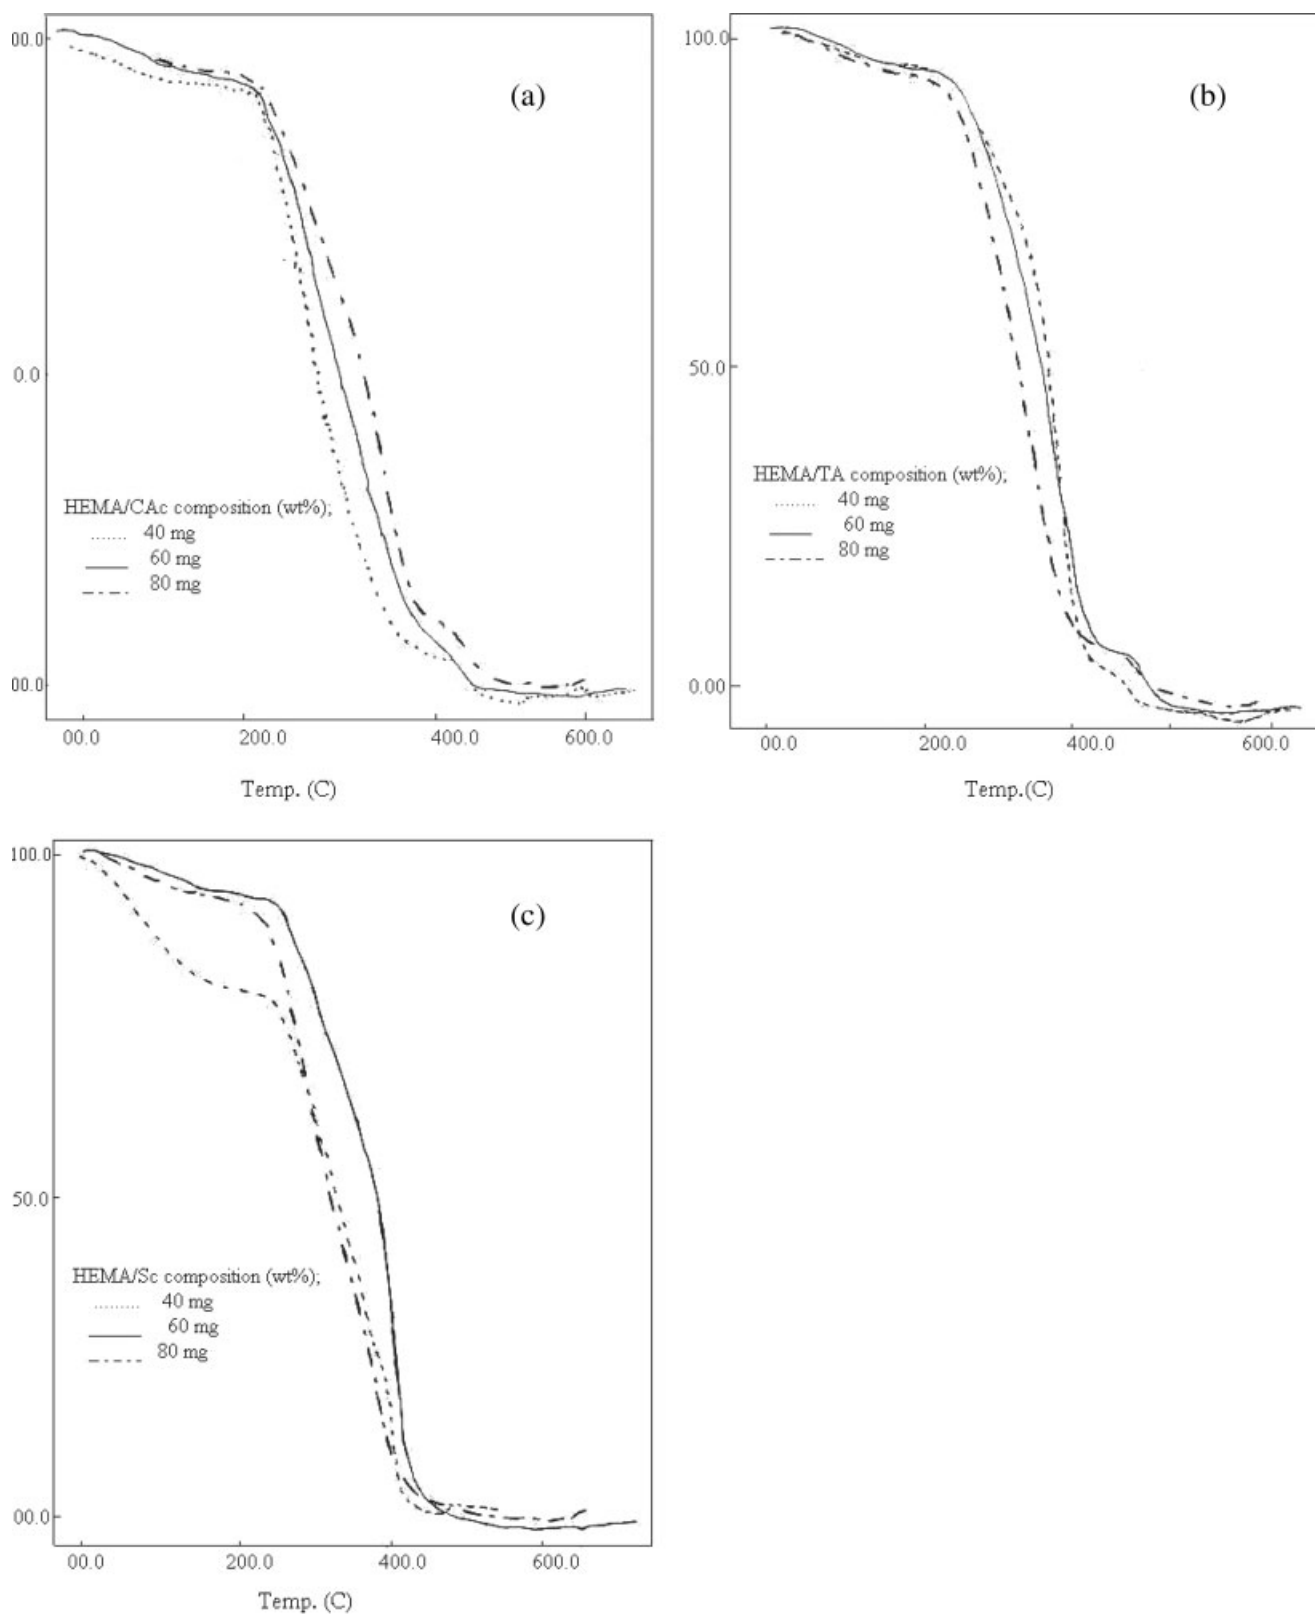 00.0
(a)
0.0
HEMA/CAc composition (wt%);
40 mg
60 mg
80 mg
00.0
00.0 200.0 400.0 600.0
Temp. (C)
100.0
(b)
50.0
HEMA/TA composition (wt%);
40 mg
60 mg
80 mg
0.00
00.0 200.0 400.0 600.0
Temp.(C)
100.0
(c)
50.0
HEMA/Sc composition (wt%);
40 mg
60 mg
80 mg
00.0
00.0 200.0 400.0 600.0
Temp. (C)